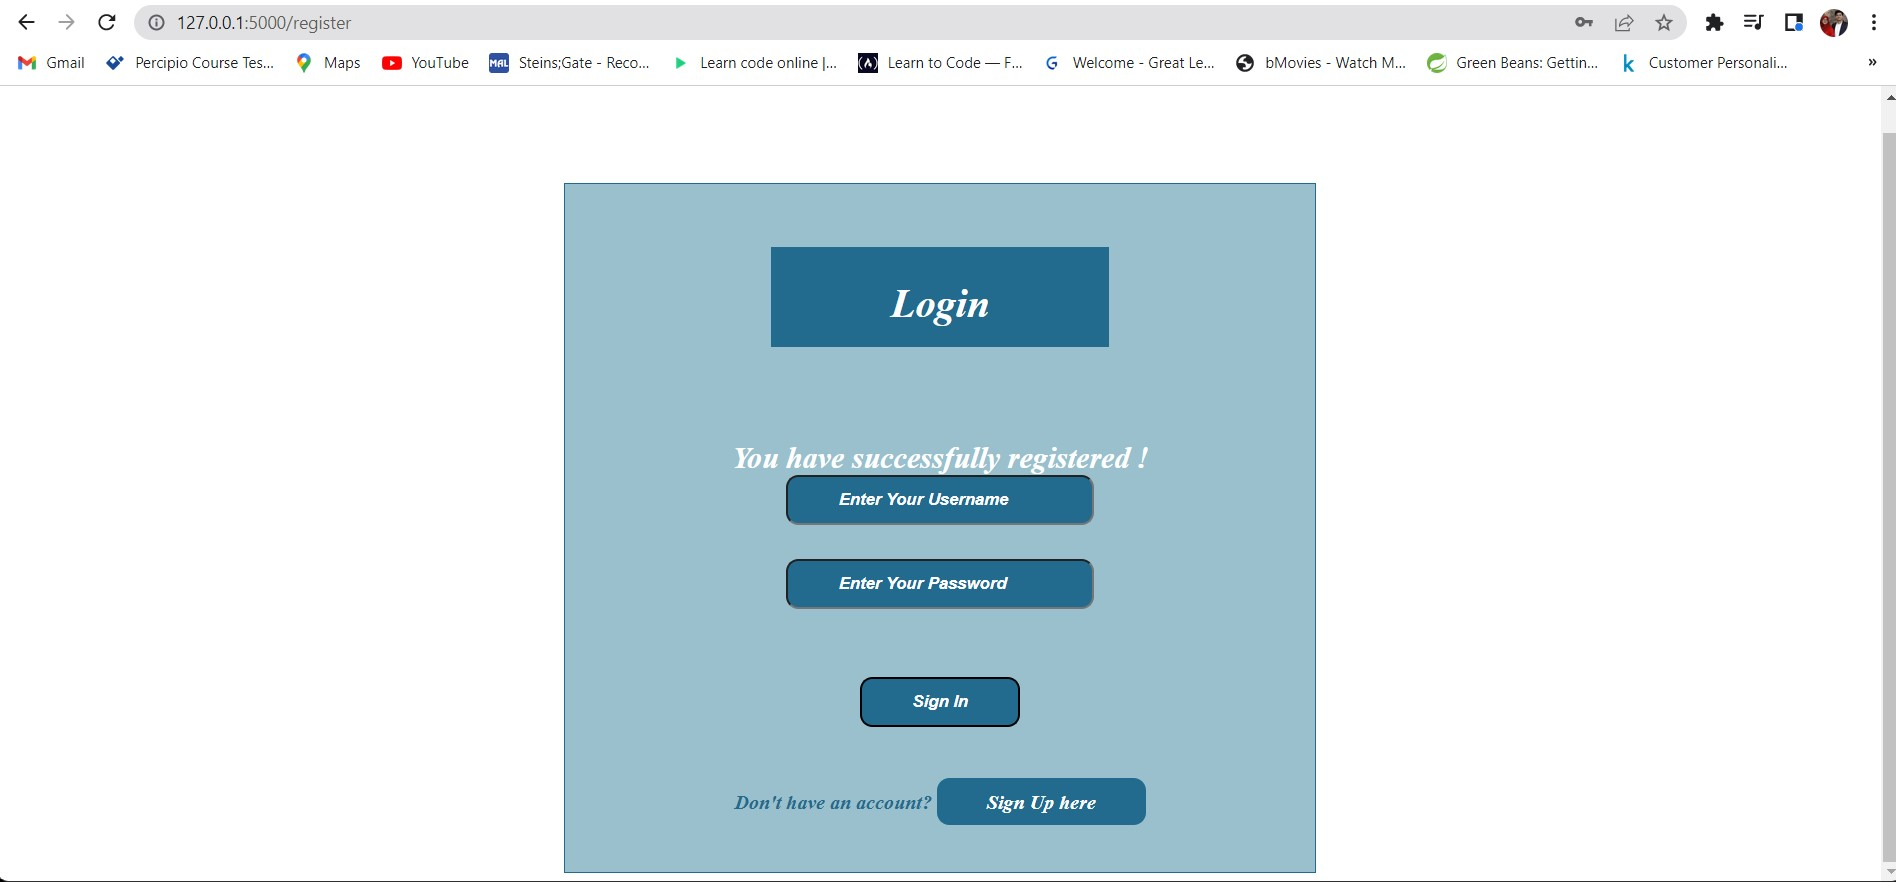 127.0.0.1:5000/register
Gmail Percipio Course Tes... Maps YouTube MAL Steins;Gate - Reco... Learn code online |... Learn to Code — F... Welcome - Great Le... bMovies - Watch M... Green Beans: Gettin... Customer Personali... »
Login
You have successfully registered !
Enter Your Username
Enter Your Password
Sign In
Don't have an account? Sign Up here